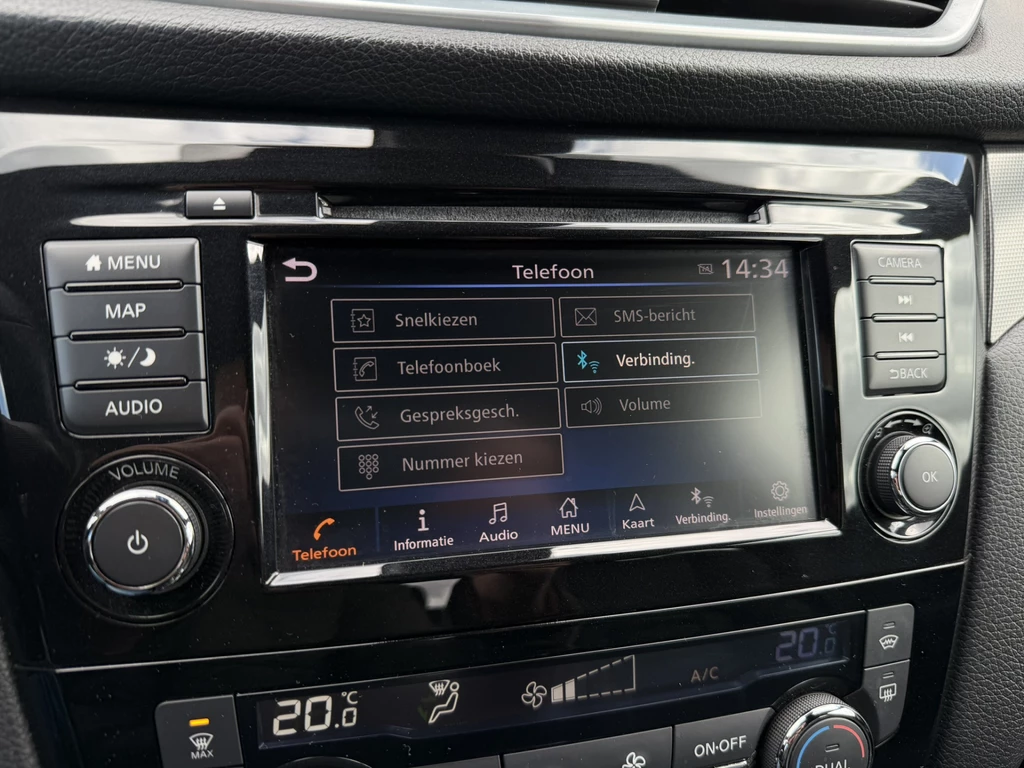 MENU
MAP
AUDIO
VOLUME
Telefoon
14:34
Snelkiezen
SMS-bericht
Telefoonboek
Verbinding.
Gespreksgesch.
Volume
Nummer kiezen
Telefoon
Informatie
Audio
MENU
Kaart
Verbinding.
Instellingen
CAMERA
BACK
OK
20.0°C
A/C
20.0°C
MAX
ON·OFF
DUAL